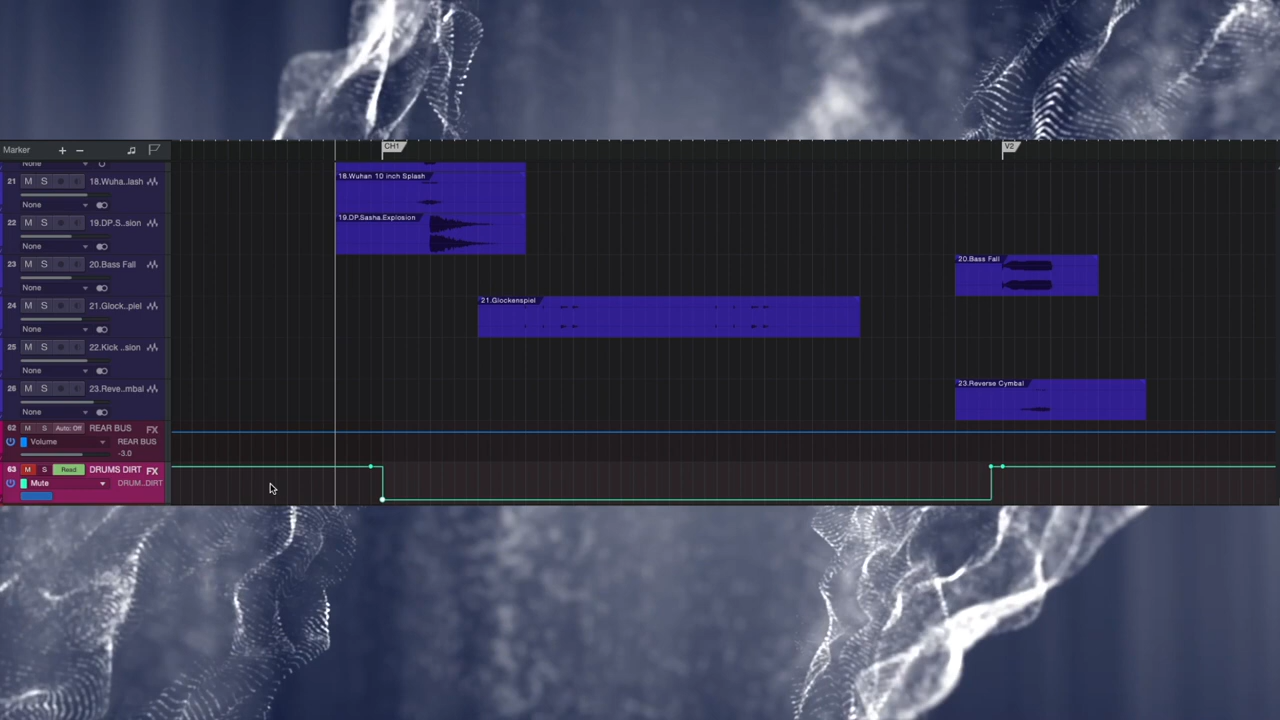 Marker + −
CH1
V2
None
21 M S 18.Wuha..lash
None
18.Wuhan 10 inch Splash
22 M S 19.DP.S..sion
None
19.DP.Sasha.Explosion
23 M S 20.Bass Fall
None
20.Bass Fall
24 M S 21.Glock..piel
None
21.Glockenspiel
25 M S 22.Kick ..sion
None
26 M S 23.Reve..mbal
None
23.Reverse Cymbal
62 M S Auto: Off REAR BUS FX
Volume REAR BUS
-3.0
63 M S Read DRUMS DIRT FX
Mute DRUM..DIRT